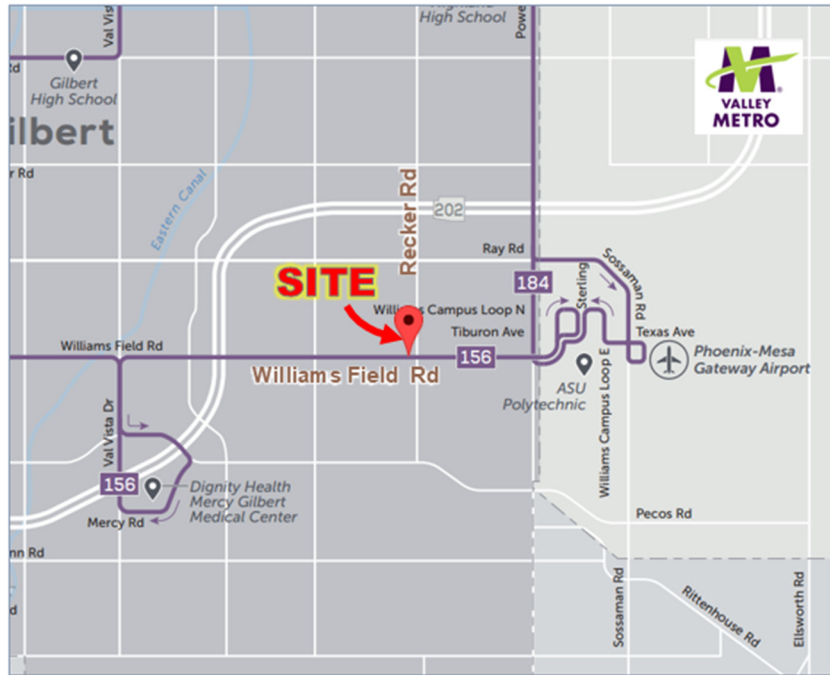 Val Vist
High School
Powe
VALLEY
METRO
rd
Gilbert
High School
ilbert
r Rd
Eastern Canal
Recker Rd
202
Ray Rd
Sossaman Rd
SITE
184
Sterling
Williams Campus Loop N
Tiburon Ave
Texas Ave
Williams Field Rd
156
Phoenix-Mesa
Gateway Airport
Williams Field Rd
ASU
Polytechnic
Williams Campus Loop E
Val Vista Dr
156
Dignity Health
Mercy Gilbert
Medical Center
Mercy Rd
Pecos Rd
nn Rd
Sossaman Rd
Rittenhouse Rd
Ellsworth Rd
d